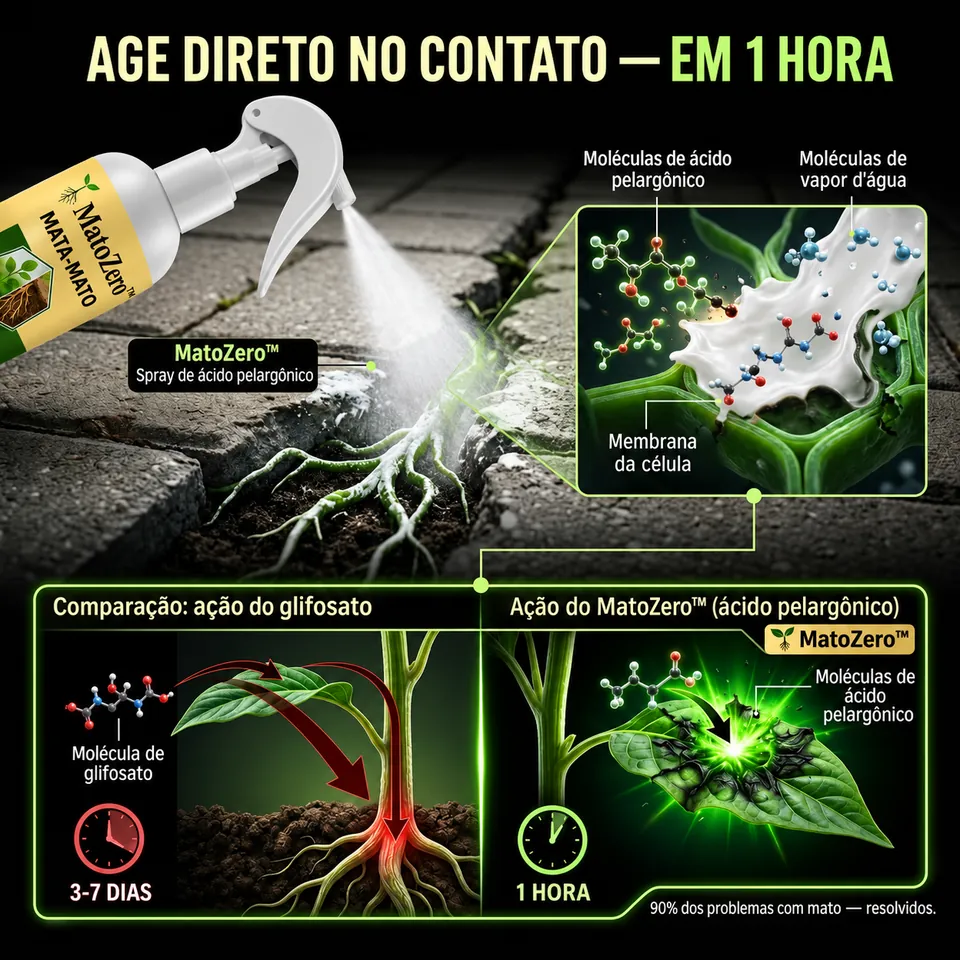 AGE DIRETO NO CONTATO — EM 1 HORA
MatoZero™
MATA-MATO
Moléculas de ácido
pelargônico
Moléculas de
vapor d'água
MatoZero™
Spray de ácido pelargônico
Membrana
da célula
Comparação: ação do glifosato
Molécula de
glifosato
3-7 DIAS
Ação do MatoZero™ (ácido pelargônico)
MatoZero™
Moléculas de
ácido
pelargônico
1 HORA
90% dos problemas com mato — resolvidos.